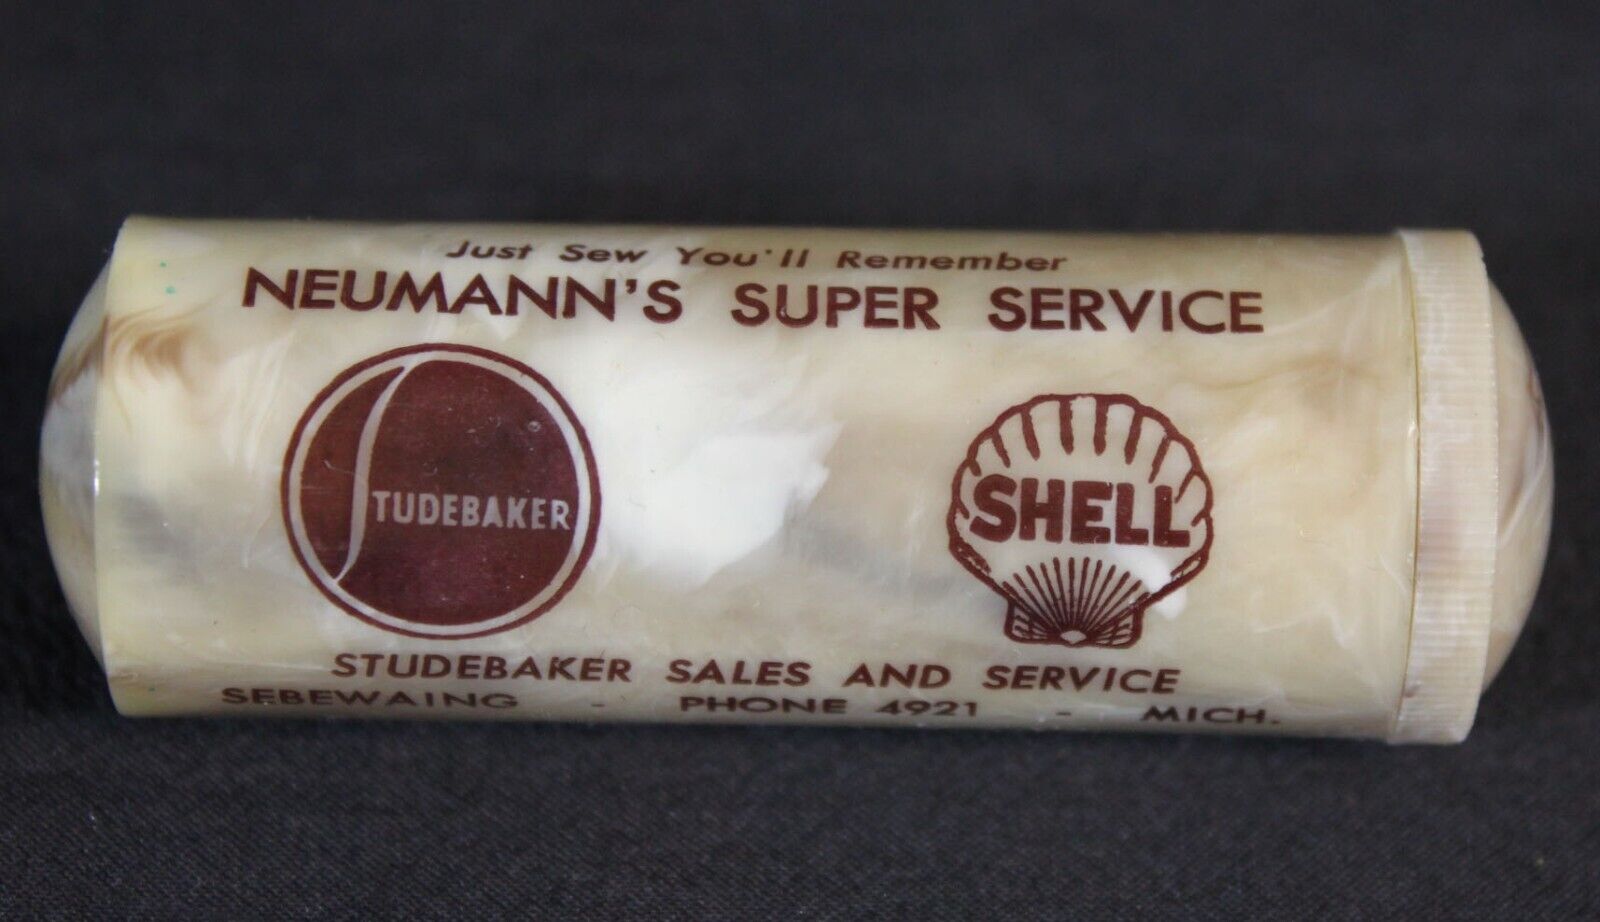 Just Sew You'll Remember
NEUMANN'S SUPER SERVICE
STUDEBAKER
SHELL
STUDEBAKER SALES AND SERVICE
SEBEWAING - PHONE 4921 - MICH.